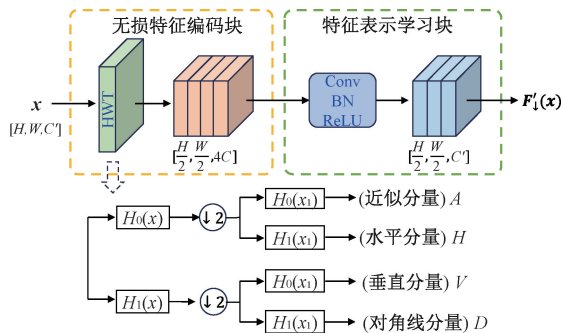 无损特征编码块
特征表示学习块
x
[H,W,C']
HWT
[H/2,W/2,4C]
Conv
BN
ReLU
[H/2,W/2,C']
F'↓(x)
H₀(x)
↓2
H₀(x₁)
(近似分量) A
H₁(x₁)
(水平分量) H
H₁(x)
↓2
H₀(x₁)
(垂直分量) V
H₁(x₁)
(对角线分量) D